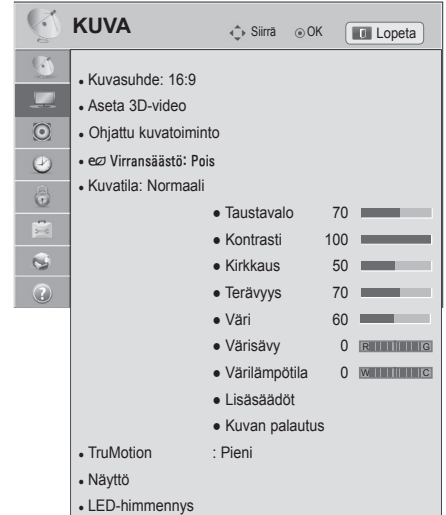 KUVA Siirrä OK Lopeta
• Kuvasuhde: 16:9
• Aseta 3D-video
• Ohjattu kuvatoiminto
• Virransäästö: Pois
• Kuvatila: Normaali
● Taustavalo 70
● Kontrasti 100
● Kirkkaus 50
● Terävyys 70
● Väri 60
● Värisävy 0 R G
● Värilämpötila 0 W C
● Lisäsäädöt
● Kuvan palautus
• TruMotion : Pieni
• Näyttö
• LED-himmennys